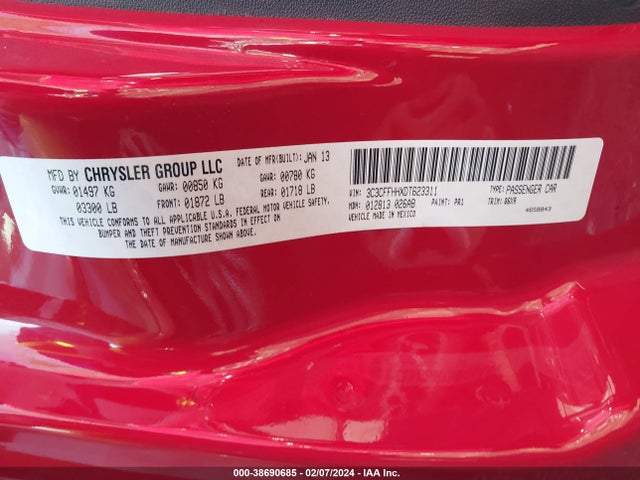 MFD BY CHRYSLER GROUP LLC DATE OF MFR(BUILT): JAN 13
GVWR: 01497 KG GAWR: 00850 KG GAWR: 00780 KG
03300 LB FRONT: 01872 LB REAR: 01718 LB
THIS VEHICLE CONFORMS TO ALL APPLICABLE U.S.A. FEDERAL MOTOR VEHICLE SAFETY,
BUMPER AND THEFT PREVENTION STANDARDS IN EFFECT ON
THE DATE OF MANUFACTURE SHOWN ABOVE.
VIN: 3C3CFFHHXDT623311 TYPE: PASSENGER CAR
MDH: 012813 026AB PAINT: PR1 TRIM: A6X9
VEHICLE MADE IN MEXICO 4650843
000-38690685 - 02/07/2024 - IAA Inc.